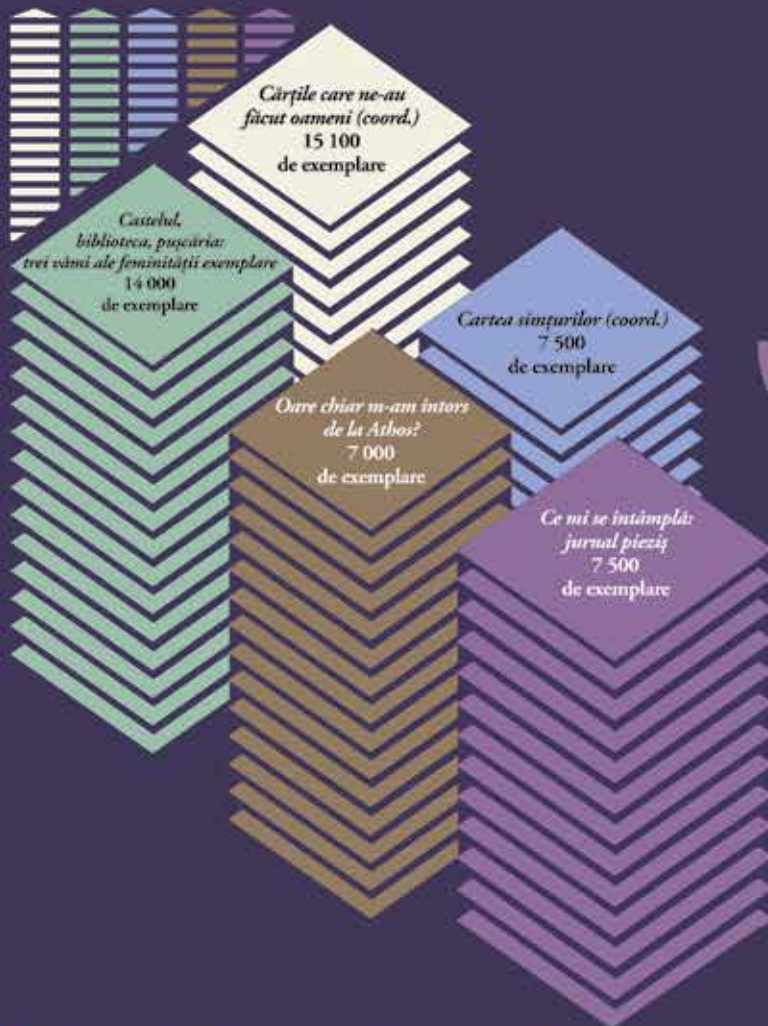 Cărțile care ne-au
făcut oameni (coord.)
15 100
de exemplare
Castelul,
biblioteca, pușcăria:
trei vămi ale feminității exemplare
14 000
de exemplare
Cartea simțurilor (coord.)
7 500
de exemplare
Oare chiar m-am întors
de la Athos?
7 000
de exemplare
Ce mi se întâmplă:
jurnal pieziș
7 500
de exemplare